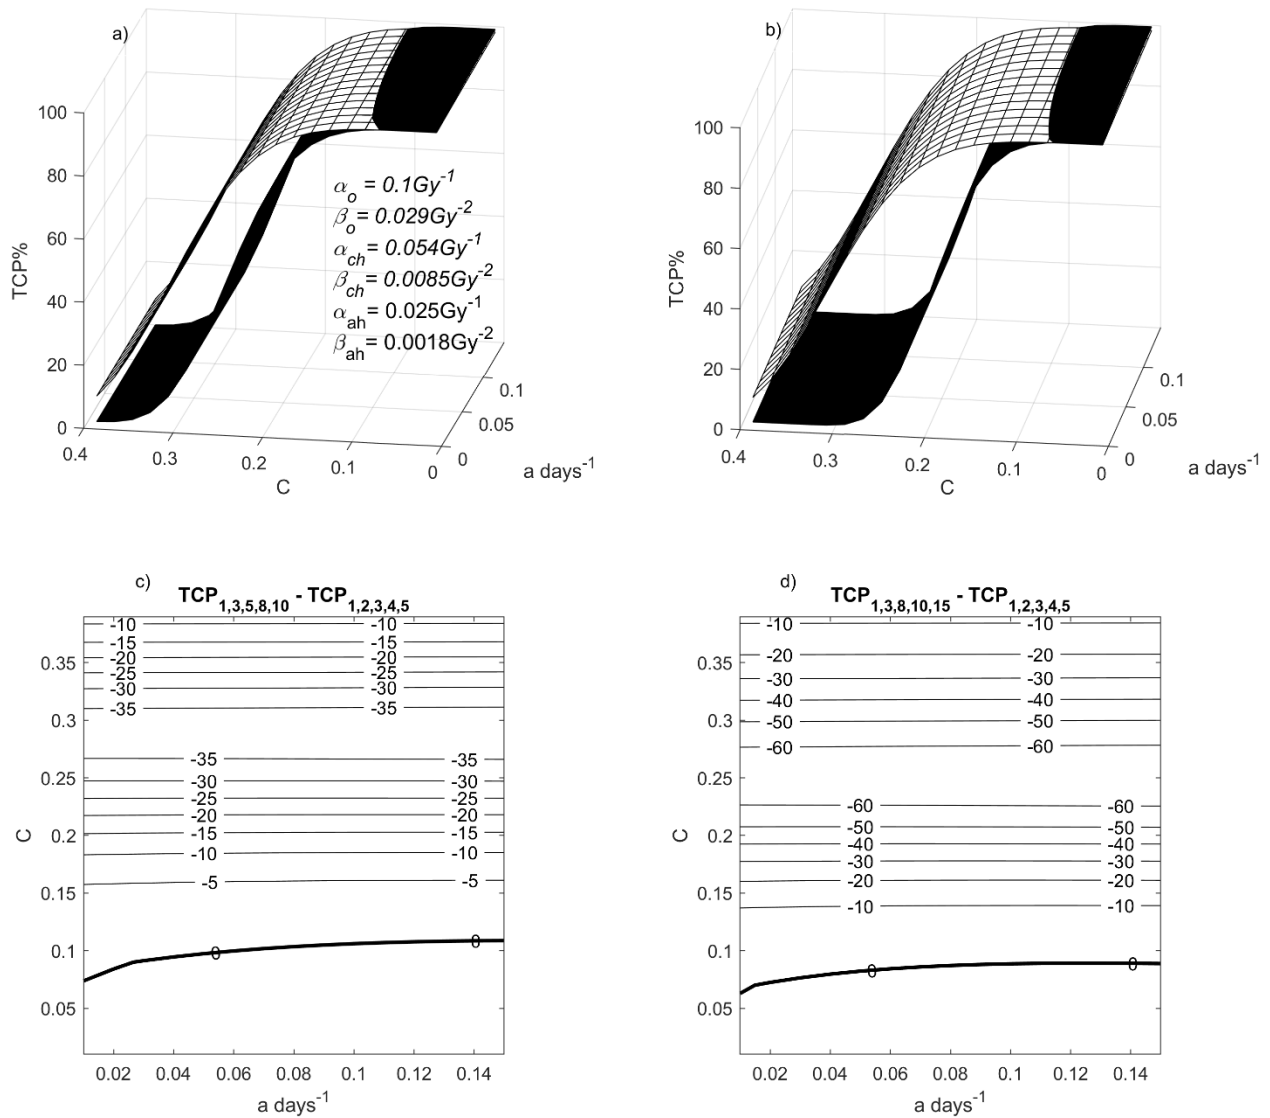 a)
100
80
60
40
20
0
TCP%
0.4
0.3
0.2
0.1
0
C
0
0.05
0.1
a days-1
αo = 0.1Gy-1
βo = 0.029Gy-2
αch= 0.054Gy-1
βch= 0.0085Gy-2
αah= 0.025Gy-1
βah= 0.0018Gy-2
b)
100
80
60
40
20
0
TCP%
0.4
0.3
0.2
0.1
0
C
0
0.05
0.1
a days-1
c)
TCP1,3,5,8,10 - TCP1,2,3,4,5
-10 -10
-15 -15
-20 -20
-25 -25
-30 -30
-35 -35
-35 -35
-30 -30
-25 -25
-20 -20
-15 -15
-10 -10
-5 -5
0 0
0.35
0.3
0.25
0.2
0.15
0.1
0.05
C
0.02 0.04 0.06 0.08 0.1 0.12 0.14
a days-1
d)
TCP1,3,8,10,15 - TCP1,2,3,4,5
-10 -10
-20 -20
-30 -30
-40 -40
-50 -50
-60 -60
-60 -60
-50 -50
-40 -40
-30 -30
-20 -20
-10 -10
0 0
0.35
0.3
0.25
0.2
0.15
0.1
0.05
C
0.02 0.04 0.06 0.08 0.1 0.12 0.14
a days-1